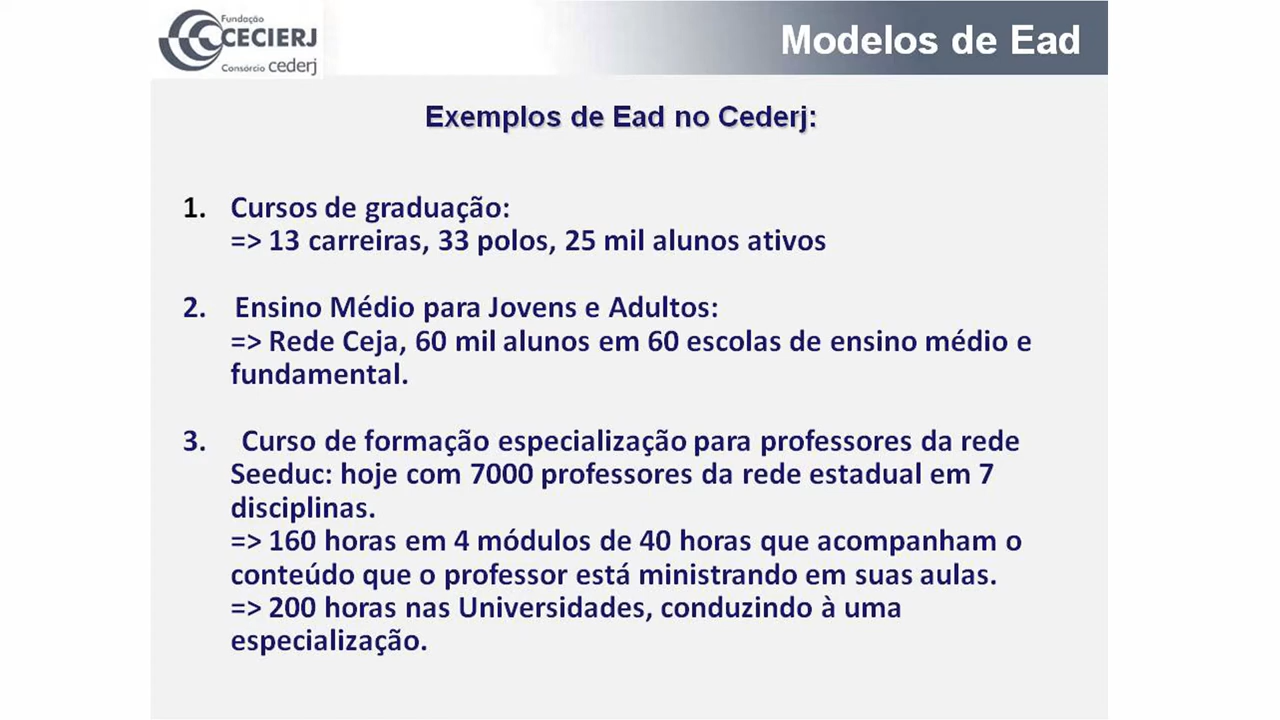 Fundação
CECIERJ
Consórcio cederj
Modelos de Ead
Exemplos de Ead no Cederj:
1. Cursos de graduação:
=> 13 carreiras, 33 polos, 25 mil alunos ativos
2. Ensino Médio para Jovens e Adultos:
=> Rede Ceja, 60 mil alunos em 60 escolas de ensino médio e
fundamental.
3. Curso de formação especialização para professores da rede
Seeduc: hoje com 7000 professores da rede estadual em 7
disciplinas.
=> 160 horas em 4 módulos de 40 horas que acompanham o
conteúdo que o professor está ministrando em suas aulas.
=> 200 horas nas Universidades, conduzindo à uma
especialização.